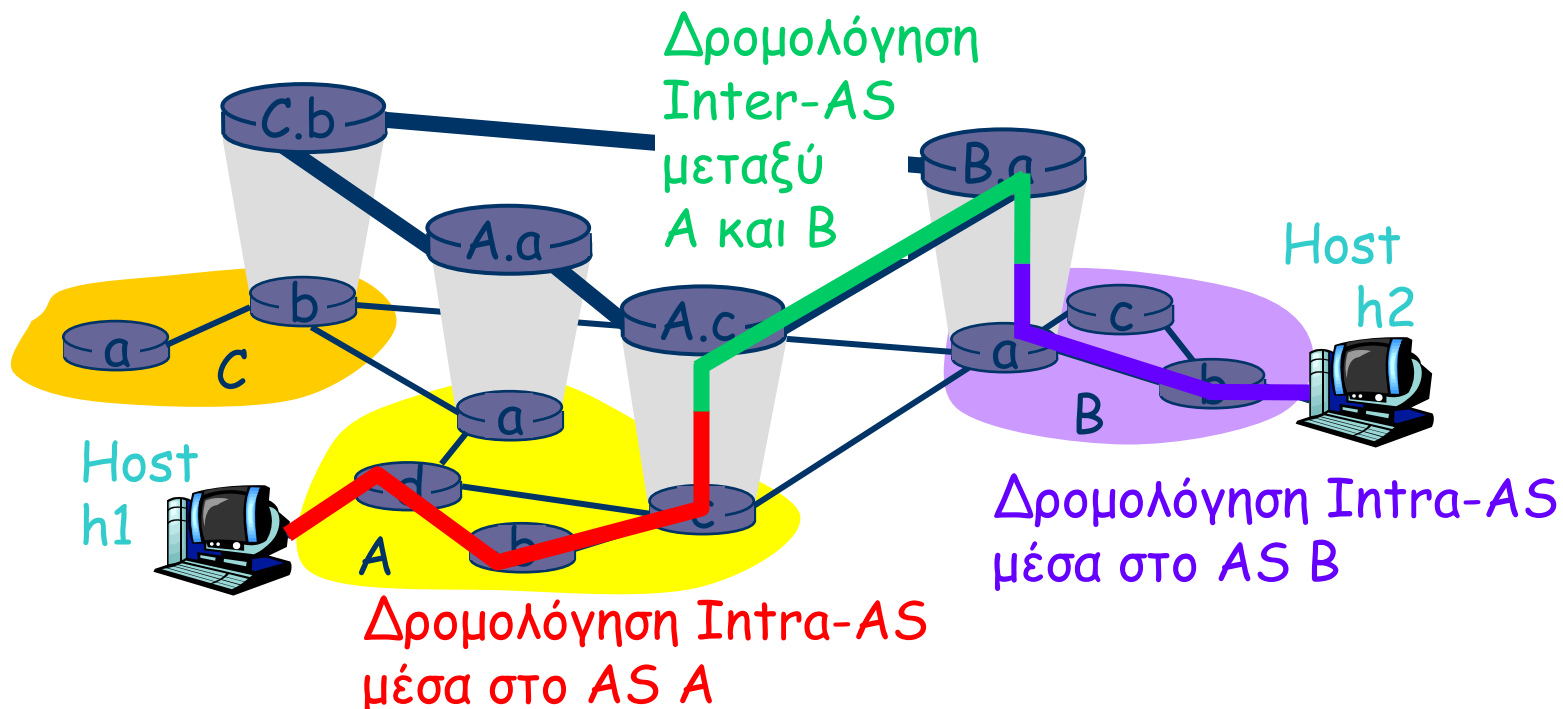 Δρομολόγηση
Inter-AS
μεταξύ
Α και Β
C.b
B.a
A.a
A.c
Host
h2
b
a
C
a
c
a
b
B
Host
h1
d
b
c
A
Δρομολόγηση Intra-AS
μέσα στο AS B
Δρομολόγηση Intra-AS
μέσα στο AS A